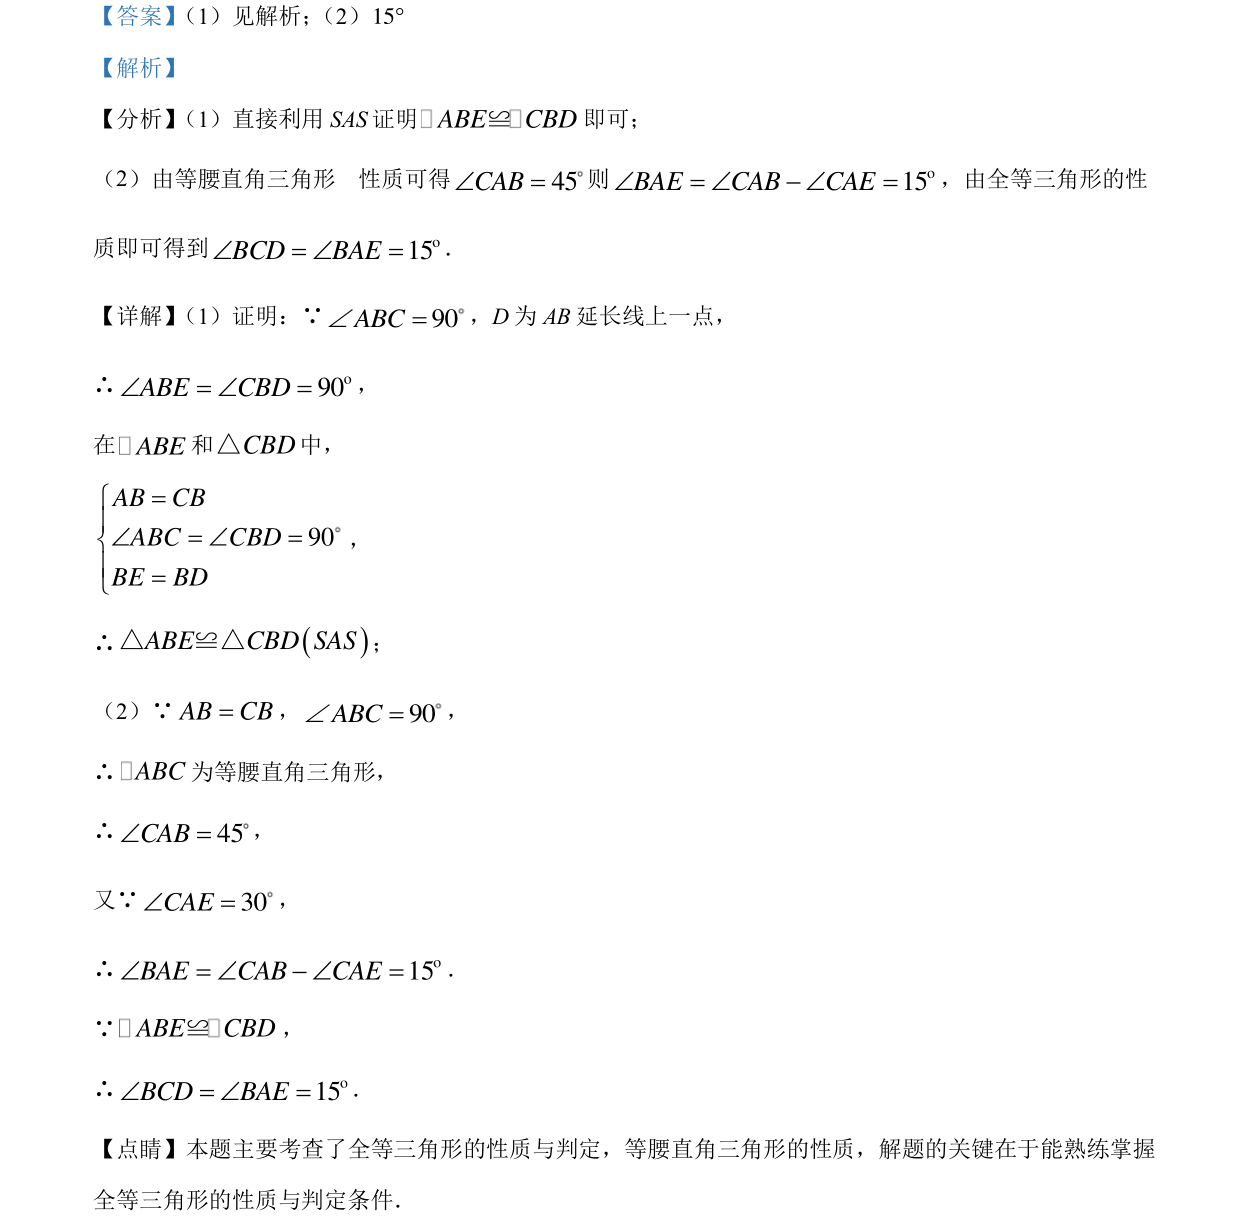 【答案】（1）见解析；（2）15°
【解析】
【分析】（1）直接利用 SAS 证明□ABE≌□CBD 即可；
（2）由等腰直角三角形 性质可得∠CAB = 45°则∠BAE = ∠CAB − ∠CAE = 15°，由全等三角形的性
质即可得到∠BCD = ∠BAE = 15°．
【详解】（1）证明：∵∠ABC = 90°，D 为 AB 延长线上一点，
∴∠ABE = ∠CBD = 90°，
在□ABE 和△CBD 中，
AB = CB
∠ABC = ∠CBD = 90°，
BE = BD
∴△ABE≌△CBD(SAS)；
（2）∵AB = CB，∠ABC = 90°，
∴□ABC 为等腰直角三角形，
∴∠CAB = 45°，
又∵∠CAE = 30°，
∴∠BAE = ∠CAB − ∠CAE = 15°．
∵□ABE≌□CBD，
∴∠BCD = ∠BAE = 15°．
【点睛】本题主要考查了全等三角形的性质与判定，等腰直角三角形的性质，解题的关键在于能熟练掌握
全等三角形的性质与判定条件．